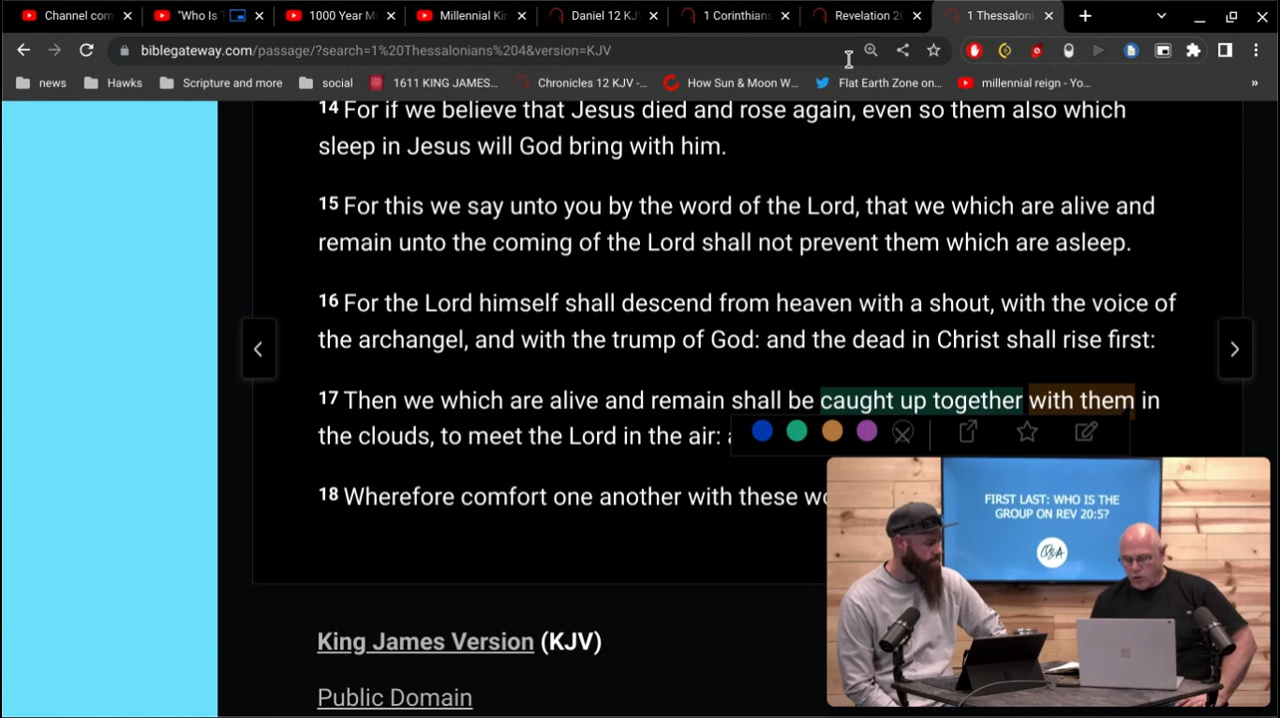 Channel com
"Who Is T
1000 Year M
Millennial Kin
Daniel 12 KJ
1 Corinthians
Revelation 20
1 Thessaloni
biblegateway.com/passage/?search=1%20Thessalonians%204&version=KJV
news
Hawks
Scripture and more
social
1611 KING JAMES...
Chronicles 12 KJV -...
How Sun & Moon W...
Flat Earth Zone on...
millennial reign - Yo...
»
14 For if we believe that Jesus died and rose again, even so them also which
sleep in Jesus will God bring with him.
15 For this we say unto you by the word of the Lord, that we which are alive and
remain unto the coming of the Lord shall not prevent them which are asleep.
16 For the Lord himself shall descend from heaven with a shout, with the voice of
the archangel, and with the trump of God: and the dead in Christ shall rise first:
17 Then we which are alive and remain shall be caught up together with them in
the clouds, to meet the Lord in the air:
18 Wherefore comfort one another with these wo
FIRST LAST: WHO IS THE
GROUP ON REV 20:5?
Q&A
King James Version (KJV)
Public Domain